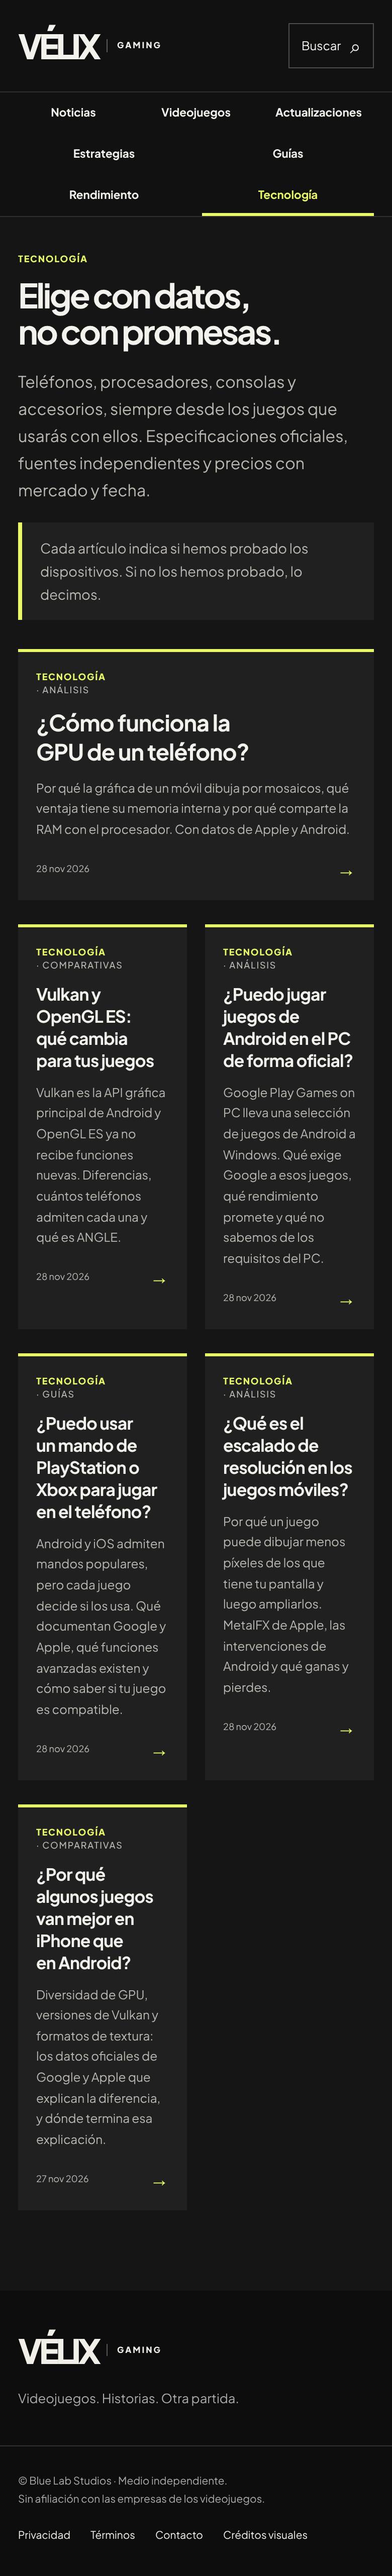 VÉLIX GAMING
Buscar
Noticias Videojuegos Actualizaciones
Estrategias Guías
Rendimiento Tecnología
TECNOLOGÍA
Elige con datos,
no con promesas.
Teléfonos, procesadores, consolas y
accesorios, siempre desde los juegos que
usarás con ellos. Especificaciones oficiales,
fuentes independientes y precios con
mercado y fecha.
Cada artículo indica si hemos probado los
dispositivos. Si no los hemos probado, lo
decimos.
TECNOLOGÍA
· ANÁLISIS
¿Cómo funciona la
GPU de un teléfono?
Por qué la gráfica de un móvil dibuja por mosaicos, qué
ventaja tiene su memoria interna y por qué comparte la
RAM con el procesador. Con datos de Apple y Android.
28 nov 2026 →
TECNOLOGÍA
· COMPARATIVAS
Vulkan y
OpenGL ES:
qué cambia
para tus juegos
Vulkan es la API gráfica
principal de Android y
OpenGL ES ya no
recibe funciones
nuevas. Diferencias,
cuántos teléfonos
admiten cada una y
qué es ANGLE.
28 nov 2026 →
TECNOLOGÍA
· ANÁLISIS
¿Puedo jugar
juegos de
Android en el PC
de forma oficial?
Google Play Games on
PC lleva una selección
de juegos de Android a
Windows. Qué exige
Google a esos juegos,
qué rendimiento
promete y qué no
sabemos de los
requisitos del PC.
28 nov 2026 →
TECNOLOGÍA
· GUÍAS
¿Puedo usar
un mando de
PlayStation o
Xbox para jugar
en el teléfono?
Android y iOS admiten
mandos populares,
pero cada juego
decide si los usa. Qué
documentan Google y
Apple, qué funciones
avanzadas existen y
cómo saber si tu juego
es compatible.
28 nov 2026 →
TECNOLOGÍA
· ANÁLISIS
¿Qué es el
escalado de
resolución en los
juegos móviles?
Por qué un juego
puede dibujar menos
píxeles de los que
tiene tu pantalla y
luego ampliarlos.
MetalFX de Apple, las
intervenciones de
Android y qué ganas y
pierdes.
28 nov 2026 →
TECNOLOGÍA
· COMPARATIVAS
¿Por qué
algunos juegos
van mejor en
iPhone que
en Android?
Diversidad de GPU,
versiones de Vulkan y
formatos de textura:
los datos oficiales de
Google y Apple que
explican la diferencia,
y dónde termina esa
explicación.
27 nov 2026 →
VÉLIX GAMING
Videojuegos. Historias. Otra partida.
© Blue Lab Studios · Medio independiente.
Sin afiliación con las empresas de los videojuegos.
Privacidad Términos Contacto Créditos visuales